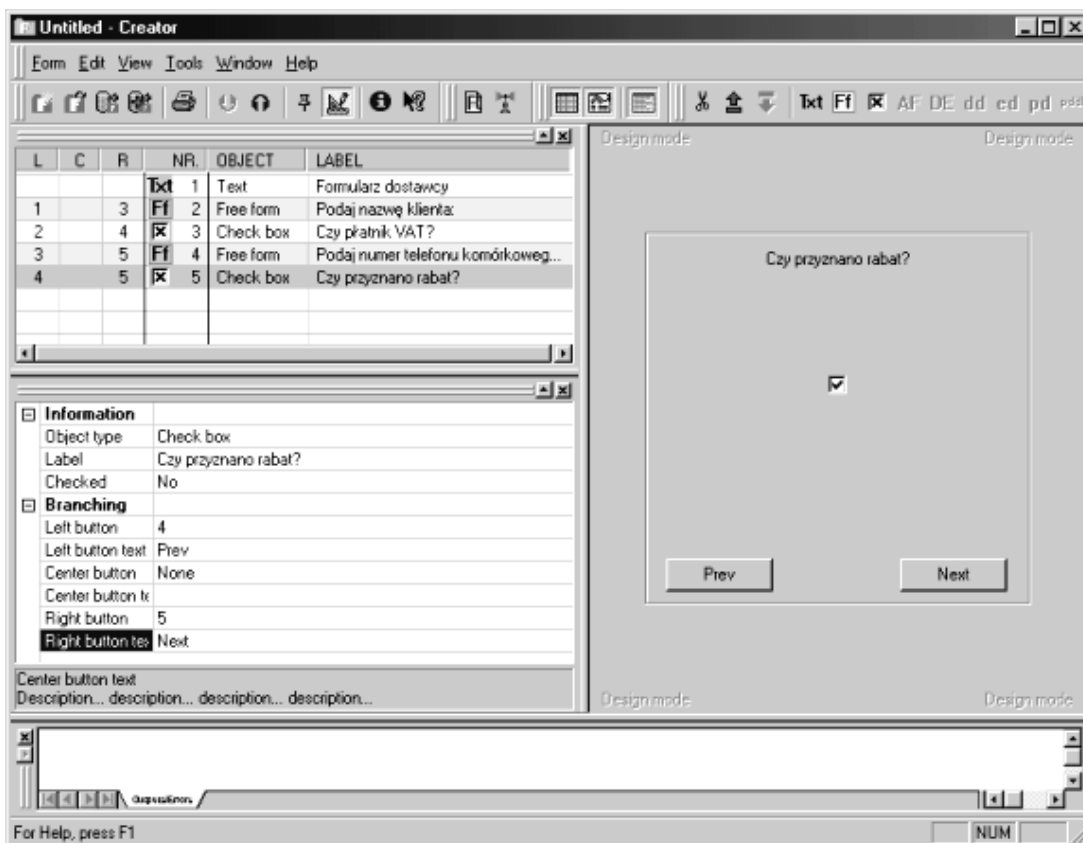 Untitled - Creator
Form Edit View Tools Window Help
Txt Ff AF DE dd ed pd pdd
Design mode Design mode
L C R NR. OBJECT LABEL
Txt 1 Text Formularz dostawcy
1 3 Ff 2 Free form Podaj nazwę klienta:
2 4 3 Check box Czy płatnik VAT?
3 5 Ff 4 Free form Podaj numer telefonu komórkoweg...
4 5 5 Check box Czy przyznano rabat?
Czy przyznano rabat?
Information
Object type Check box
Label Czy przyznano rabat?
Checked No
Branching
Left button 4
Left button text Prev
Center button None
Center button te
Right button 5
Right button tex Next
Prev Next
Center button text
Description... description... description... description...
Design mode Design mode
For Help, press F1
NUM